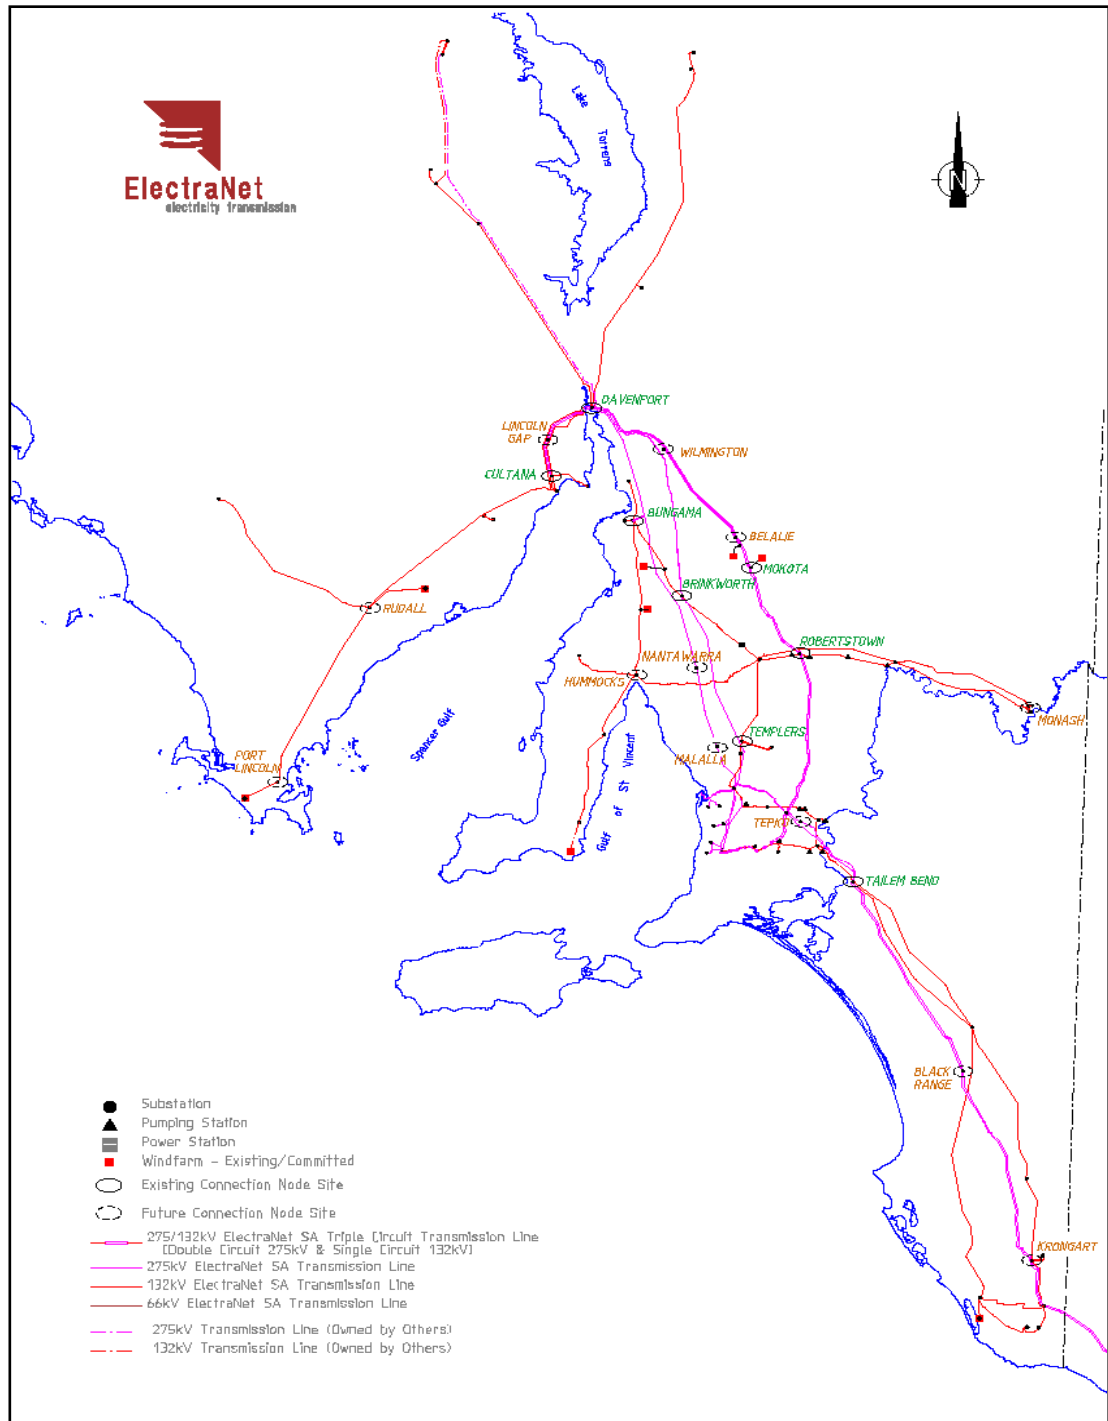 Lake
Torrens
ElectraNet
electricity transmission
N
DAVENPORT
LINCOLN
GAP
WILMINGTON
CULTANA
BUNGAMA
BELALIE
MOKOTA
BRINKWORTH
RUDALL
ROBERTSTOWN
NANTAWARRA
HUMMOCKS
MONASH
Spencer Gulf
Gulf of St Vincent
TEMPLERS
MALALLA
PORT
LINCOLN
TEPKO
TAILEM BEND
BLACK
RANGE
KRONGART
Substation
Pumping Station
Power Station
Windfarm - Existing/Committed
Existing Connection Node Site
Future Connection Node Site
275/132kV ElectraNet SA Triple Circuit Transmission Line
(Double Circuit 275kV & Single Circuit 132kV)
275kV ElectraNet SA Transmission Line
132kV ElectraNet SA Transmission Line
66kV ElectraNet SA Transmission Line
275kV Transmission Line (Owned by Others)
132kV Transmission Line (Owned by Others)